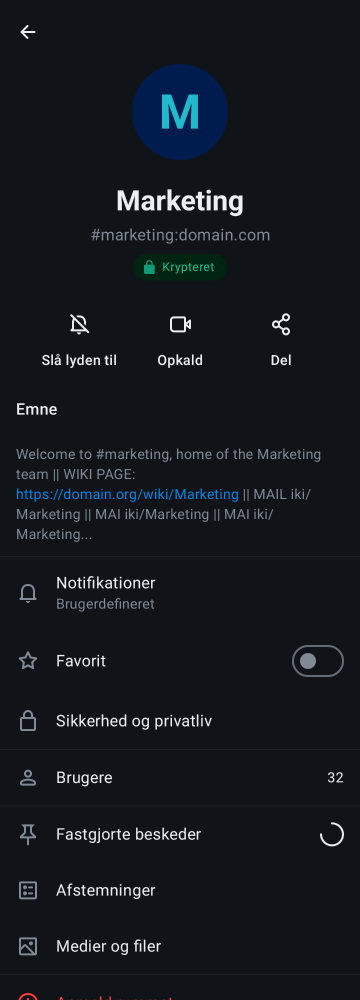 M
Marketing
#marketing:domain.com
Krypteret
Slå lyden til
Opkald
Del
Emne
Welcome to #marketing, home of the Marketing
team || WIKI PAGE:
https://domain.org/wiki/Marketing || MAIL iki/
Marketing || MAI iki/Marketing || MAI iki/
Marketing...
Notifikationer
Brugerdefineret
Favorit
Sikkerhed og privatliv
Brugere
32
Fastgjorte beskeder
Afstemninger
Medier og filer